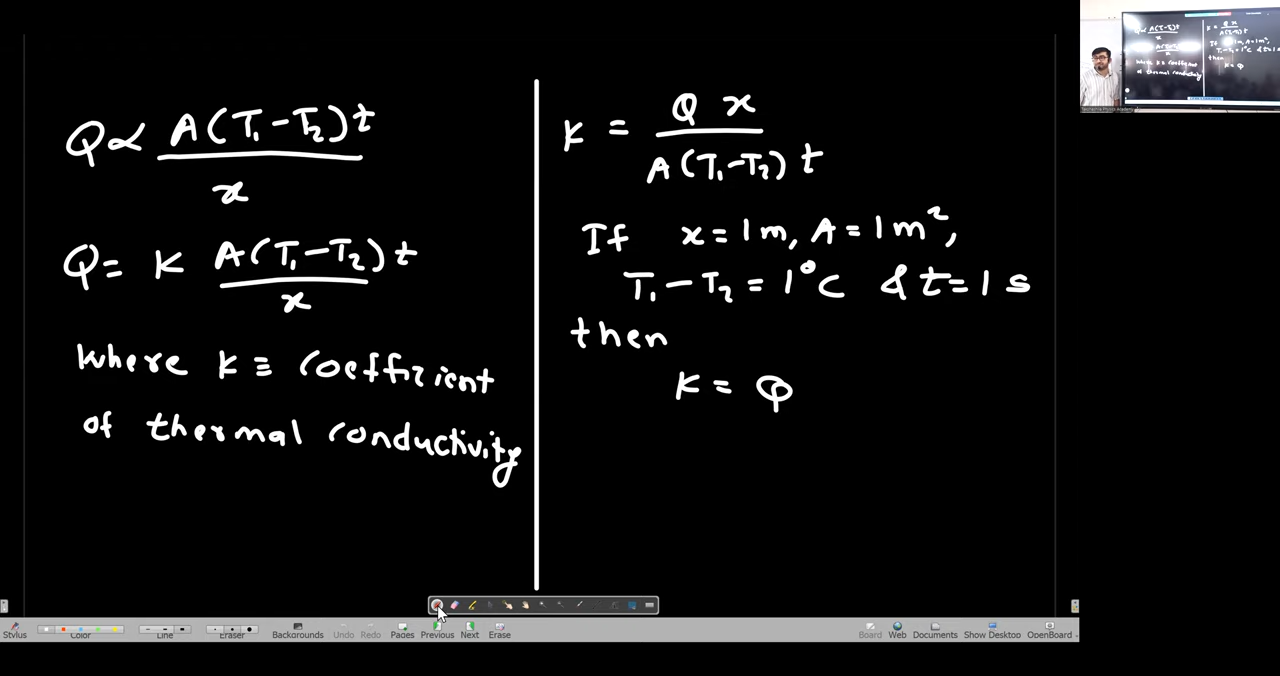 Q ∝ A(T₁-T₂)t / x
Q = K A(T₁-T₂)t / x
Where K ≡ coefficient
of thermal conductivity
K = Q x / A(T₁-T₂) t
If x = 1m, A = 1m²,
T₁-T₂ = 1°C & t = 1 s
then
K = Q
Stylus Color Line Eraser Backgrounds Undo Redo Pages Previous Next Erase Board Web Documents Show Desktop OpenBoard